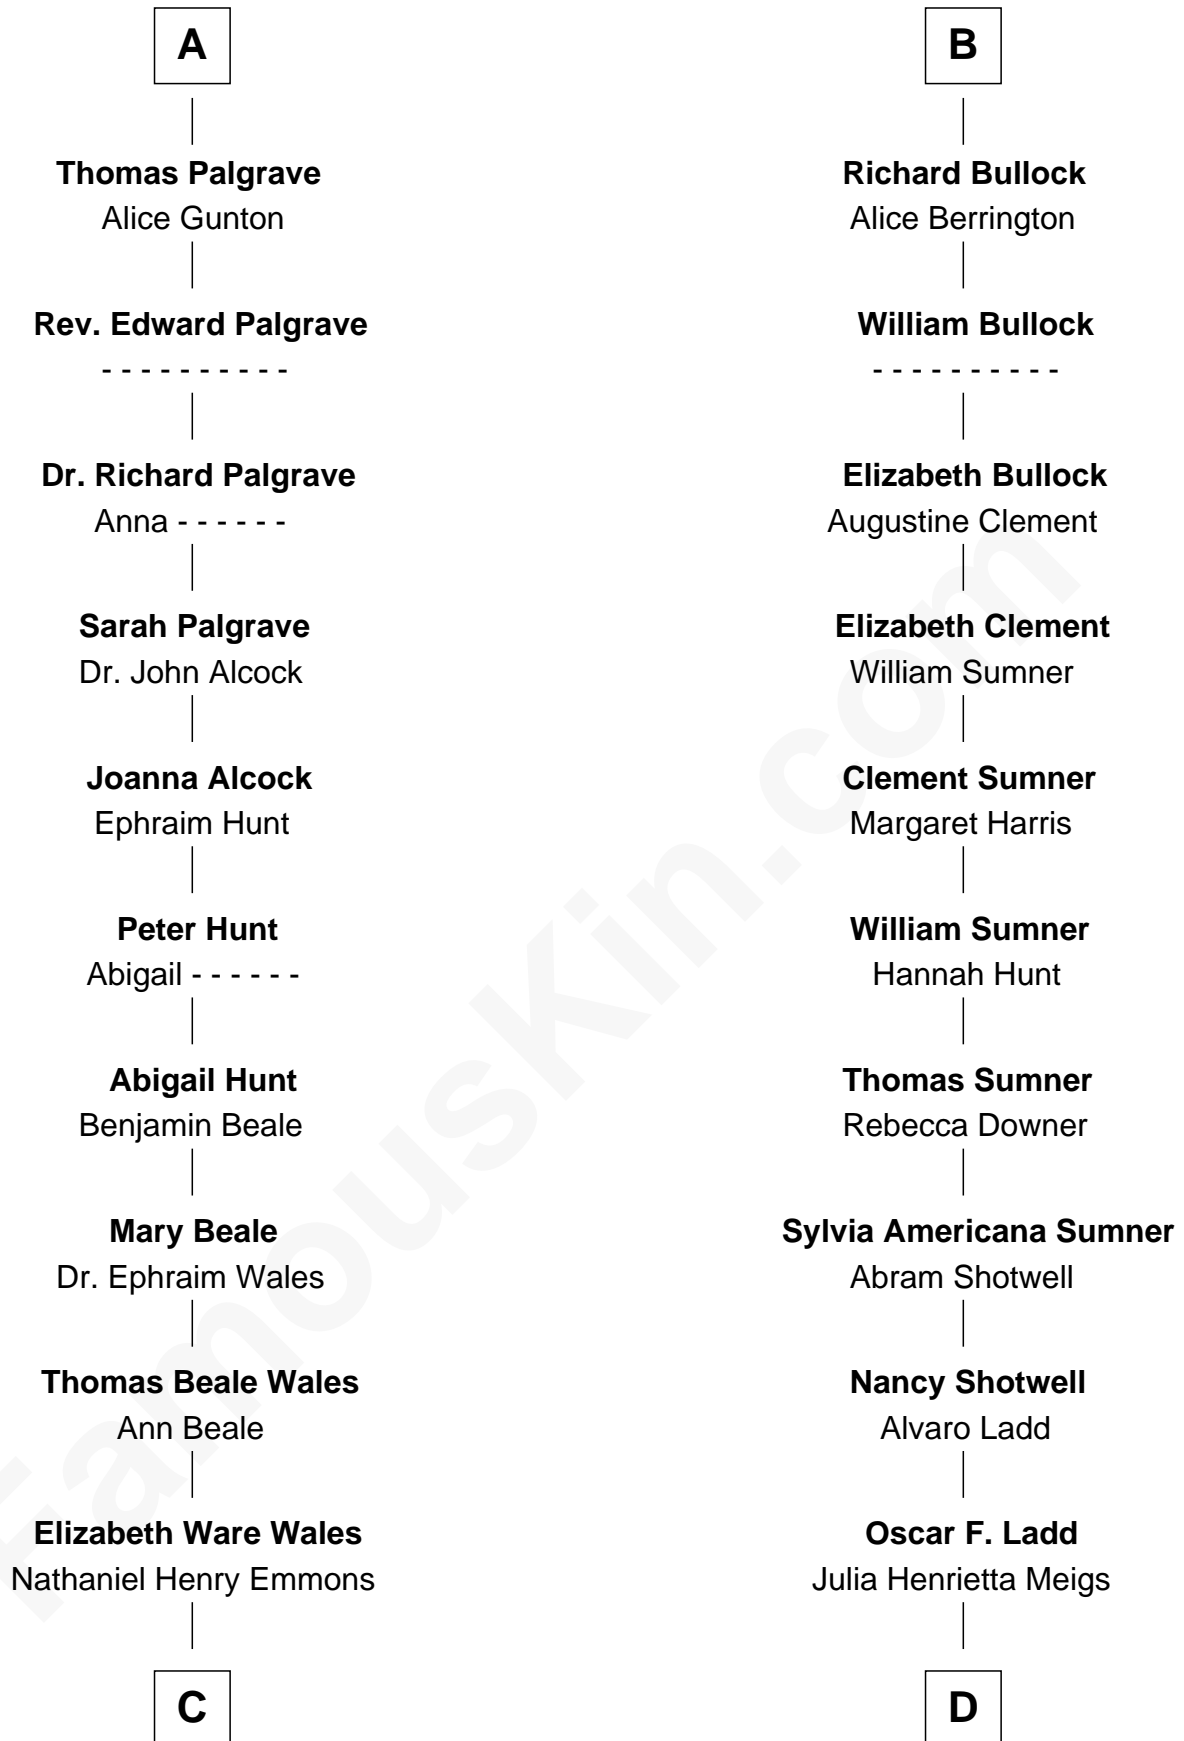 A
Thomas Palgrave
Alice Gunton
Rev. Edward Palgrave
- - - - - - - - - -
Dr. Richard Palgrave
Anna - - - - - -
Sarah Palgrave
Dr. John Alcock
Joanna Alcock
Ephraim Hunt
Peter Hunt
Abigail - - - - - -
Abigail Hunt
Benjamin Beale
Mary Beale
Dr. Ephraim Wales
Thomas Beale Wales
Ann Beale
Elizabeth Ware Wales
Nathaniel Henry Emmons
C
B
Richard Bullock
Alice Berrington
William Bullock
- - - - - - - - - -
Elizabeth Bullock
Augustine Clement
Elizabeth Clement
William Sumner
Clement Sumner
Margaret Harris
William Sumner
Hannah Hunt
Thomas Sumner
Rebecca Downer
Sylvia Americana Sumner
Abram Shotwell
Nancy Shotwell
Alvaro Ladd
Oscar F. Ladd
Julia Henrietta Meigs
D
FamousKin.com